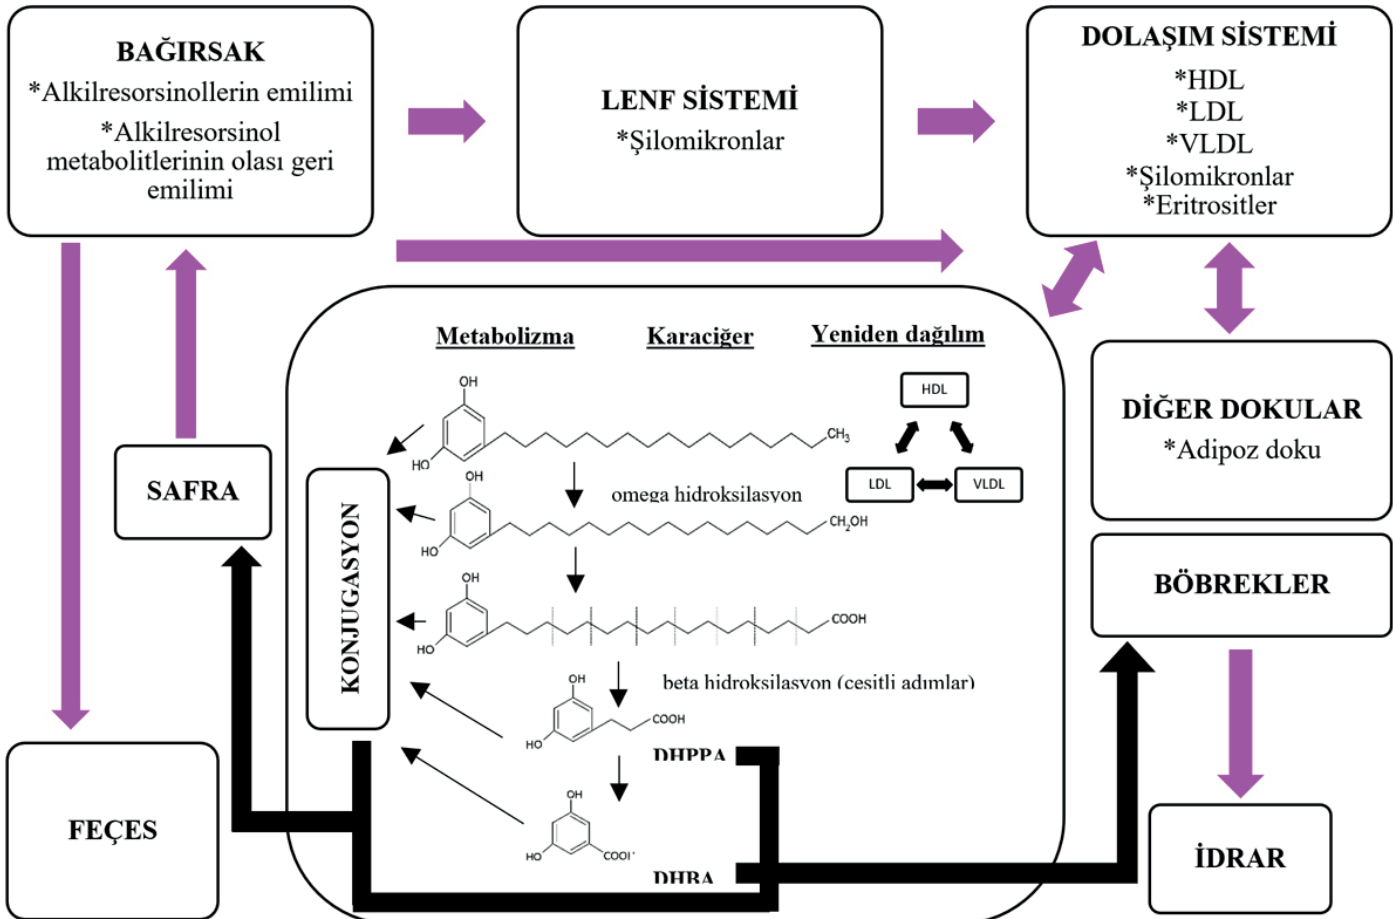 BAĞIRSAK
*Alkilresorsinollerin emilimi
*Alkilresorsinol
metabolitlerinin olası geri
emilimi
LENF SİSTEMİ
*Şilomikronlar
DOLAŞIM SİSTEMİ
*HDL
*LDL
*VLDL
*Şilomikronlar
*Eritrositler
Metabolizma
Karaciğer
Yeniden dağılım
OH
HO
CH3
HDL
LDL
VLDL
DİĞER DOKULAR
*Adipoz doku
SAFRA
KONJUGASYON
omega hidroksilasyon
OH
HO
CH2OH
OH
HO
COOH
BÖBREKLER
beta hidroksilasyon (cesitli adımlar)
OH
HO
COOH
DHPPA
FEÇES
OH
HO
DHBA
İDRAR